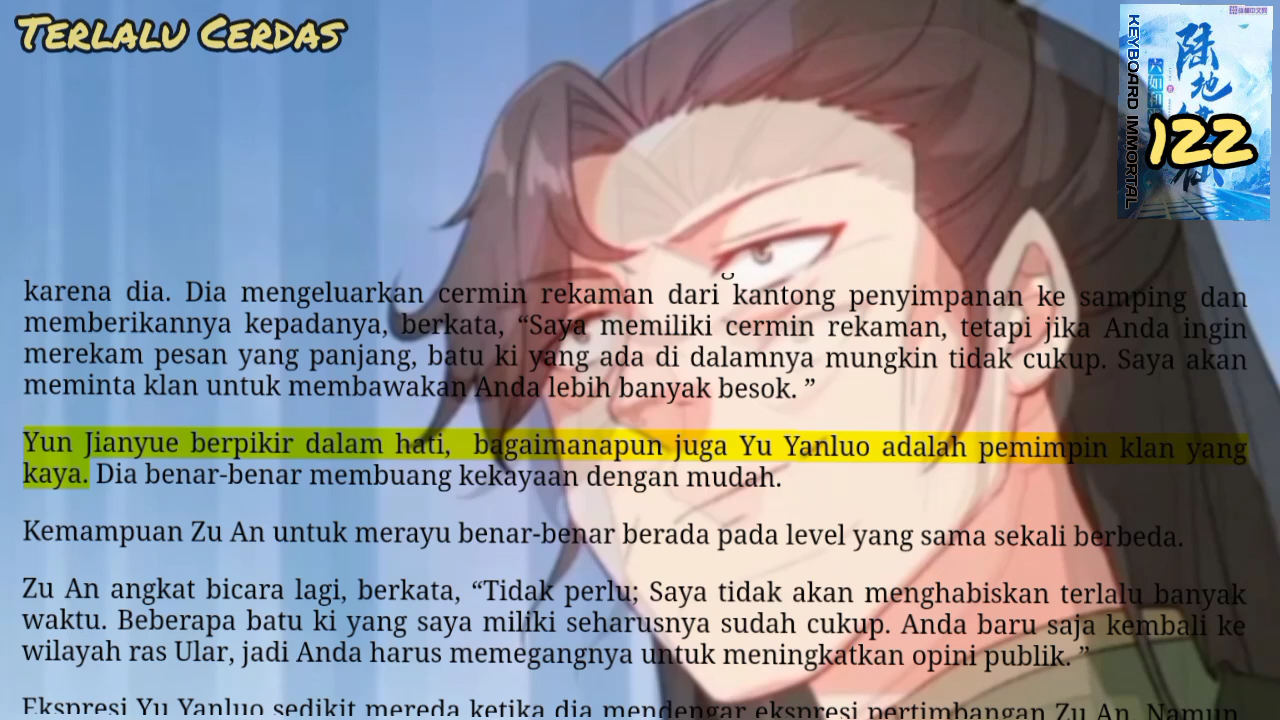 Terlalu Cerdas
KEYBOARD IMMORTAL
陆地
122
karena dia. Dia mengeluarkan cermin rekaman dari kantong penyimpanan ke samping dan
memberikannya kepadanya, berkata, “Saya memiliki cermin rekaman, tetapi jika Anda ingin
merekam pesan yang panjang, batu ki yang ada di dalamnya mungkin tidak cukup. Saya akan
meminta klan untuk membawakan Anda lebih banyak besok. ”
Yun Jianyue berpikir dalam hati,  bagaimanapun juga Yu Yanluo adalah pemimpin klan yang
kaya. Dia benar-benar membuang kekayaan dengan mudah.
Kemampuan Zu An untuk merayu benar-benar berada pada level yang sama sekali berbeda.
Zu An angkat bicara lagi, berkata, “Tidak perlu; Saya tidak akan menghabiskan terlalu banyak
waktu. Beberapa batu ki yang saya miliki seharusnya sudah cukup. Anda baru saja kembali ke
wilayah ras Ular, jadi Anda harus memegangnya untuk meningkatkan opini publik. ”
Ekspresi Yu Yanluo sedikit mereda ketika dia mendengar ekspresi pertimbangan Zu An. Namun,